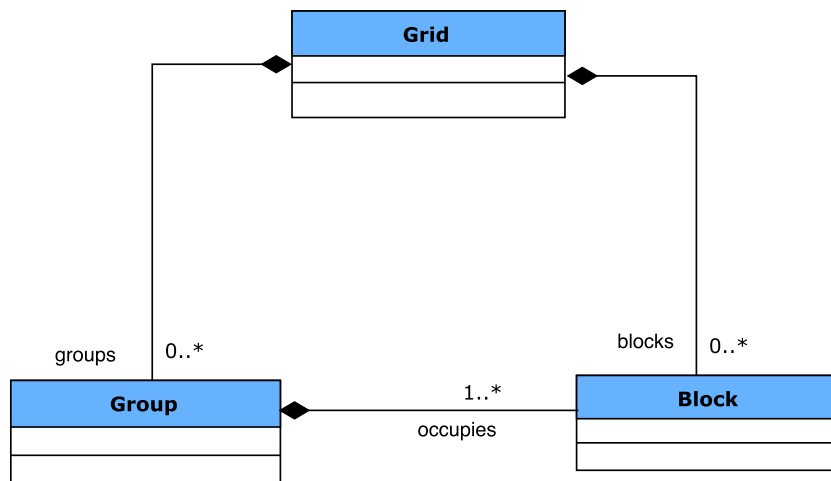 Grid
groups
0..*
blocks
0..*
Group
1..*
occupies
Block